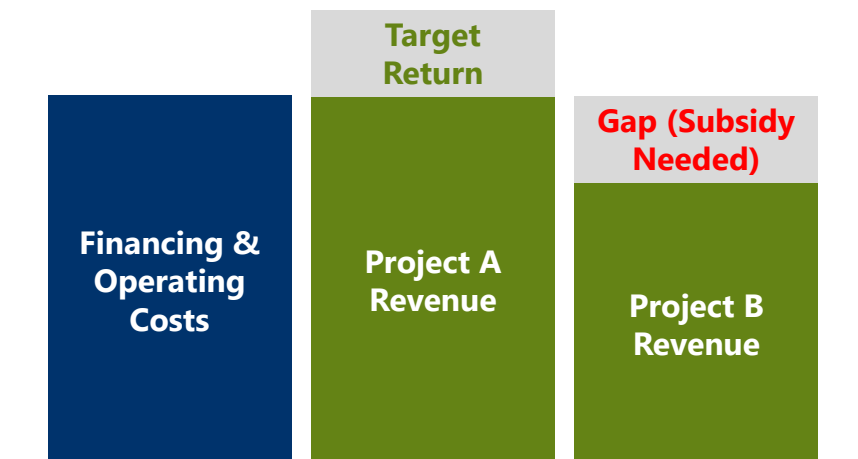 Financing &
Operating
Costs
Target
Return
Project A
Revenue
Gap (Subsidy
Needed)
Project B
Revenue